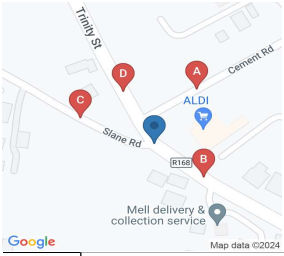 Trinity St
A
Cement Rd
D
ALDI
C
Slane Rd
R168
B
Mell delivery &
collection service
Google
Map data ©2024